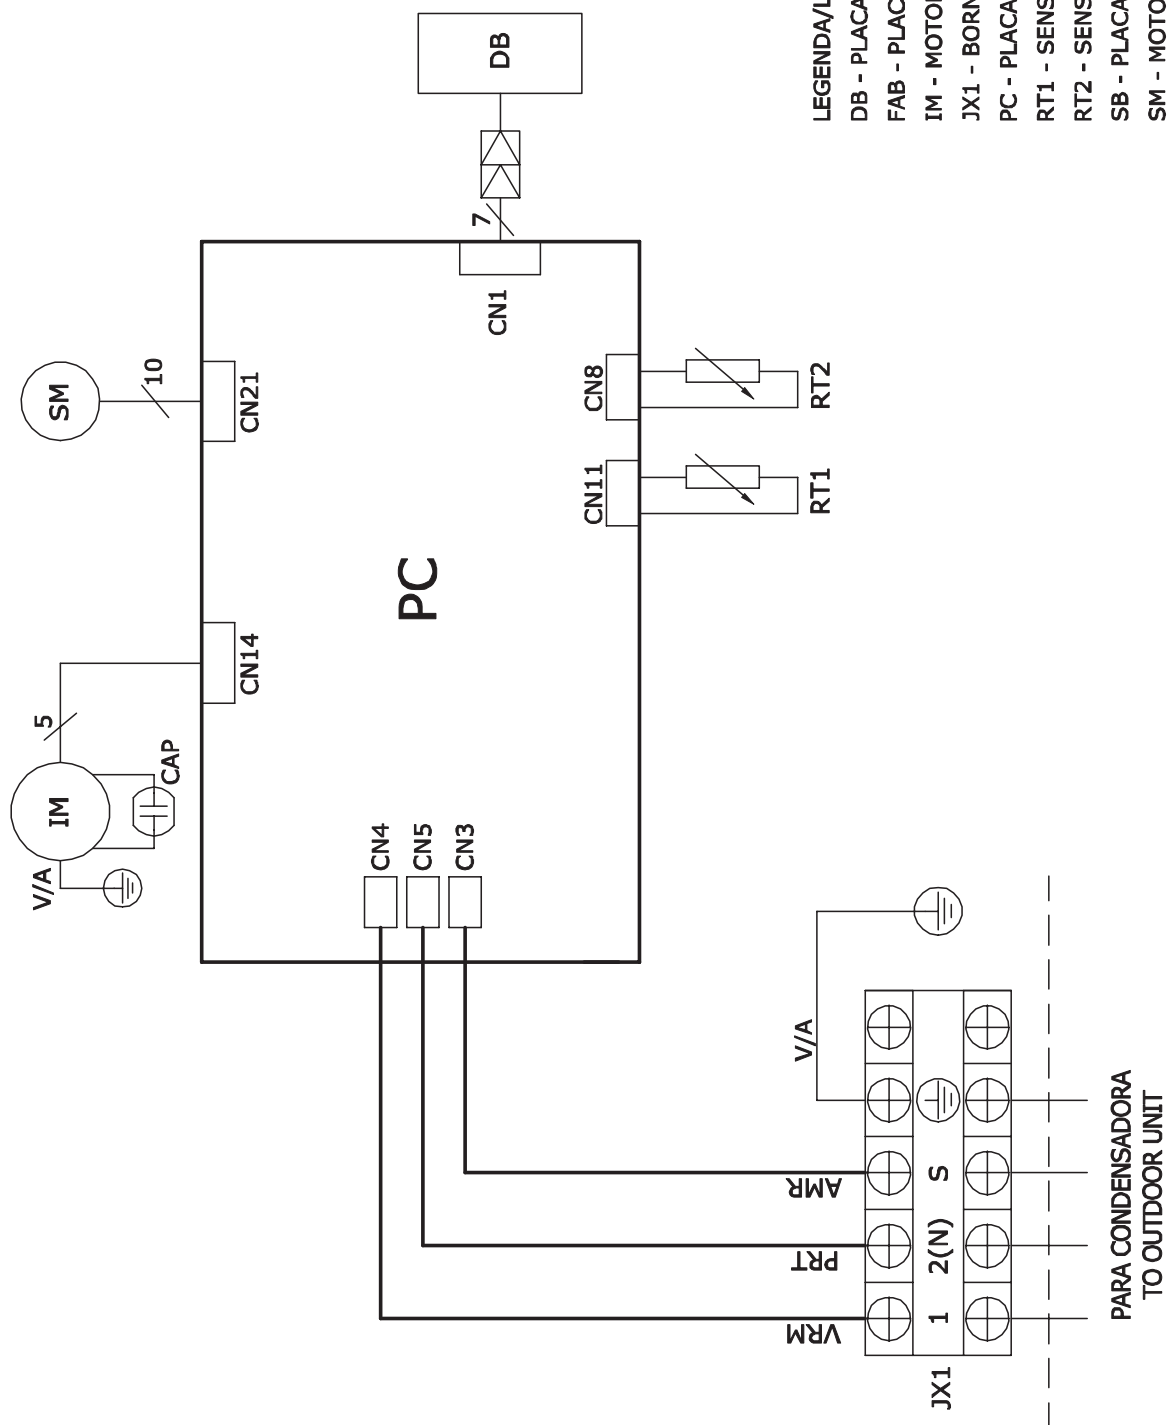 SM
10
CN21
IM
5
CAP
V/A
CN14
DB
7
CN1
PC
CN4
CN5
CN3
CN11
CN8
RT1
RT2
VRM
PRT
AMR
V/A
JX1
1
2(N)
S
PARA CONDENSADORA
TO OUTDOOR UNIT
LEGENDA/L
DB - PLACA
FAB - PLAC
IM - MOTO
JX1 - BORN
PC - PLACA
RT1 - SENS
RT2 - SENS
SB - PLACA
SM - MOTO